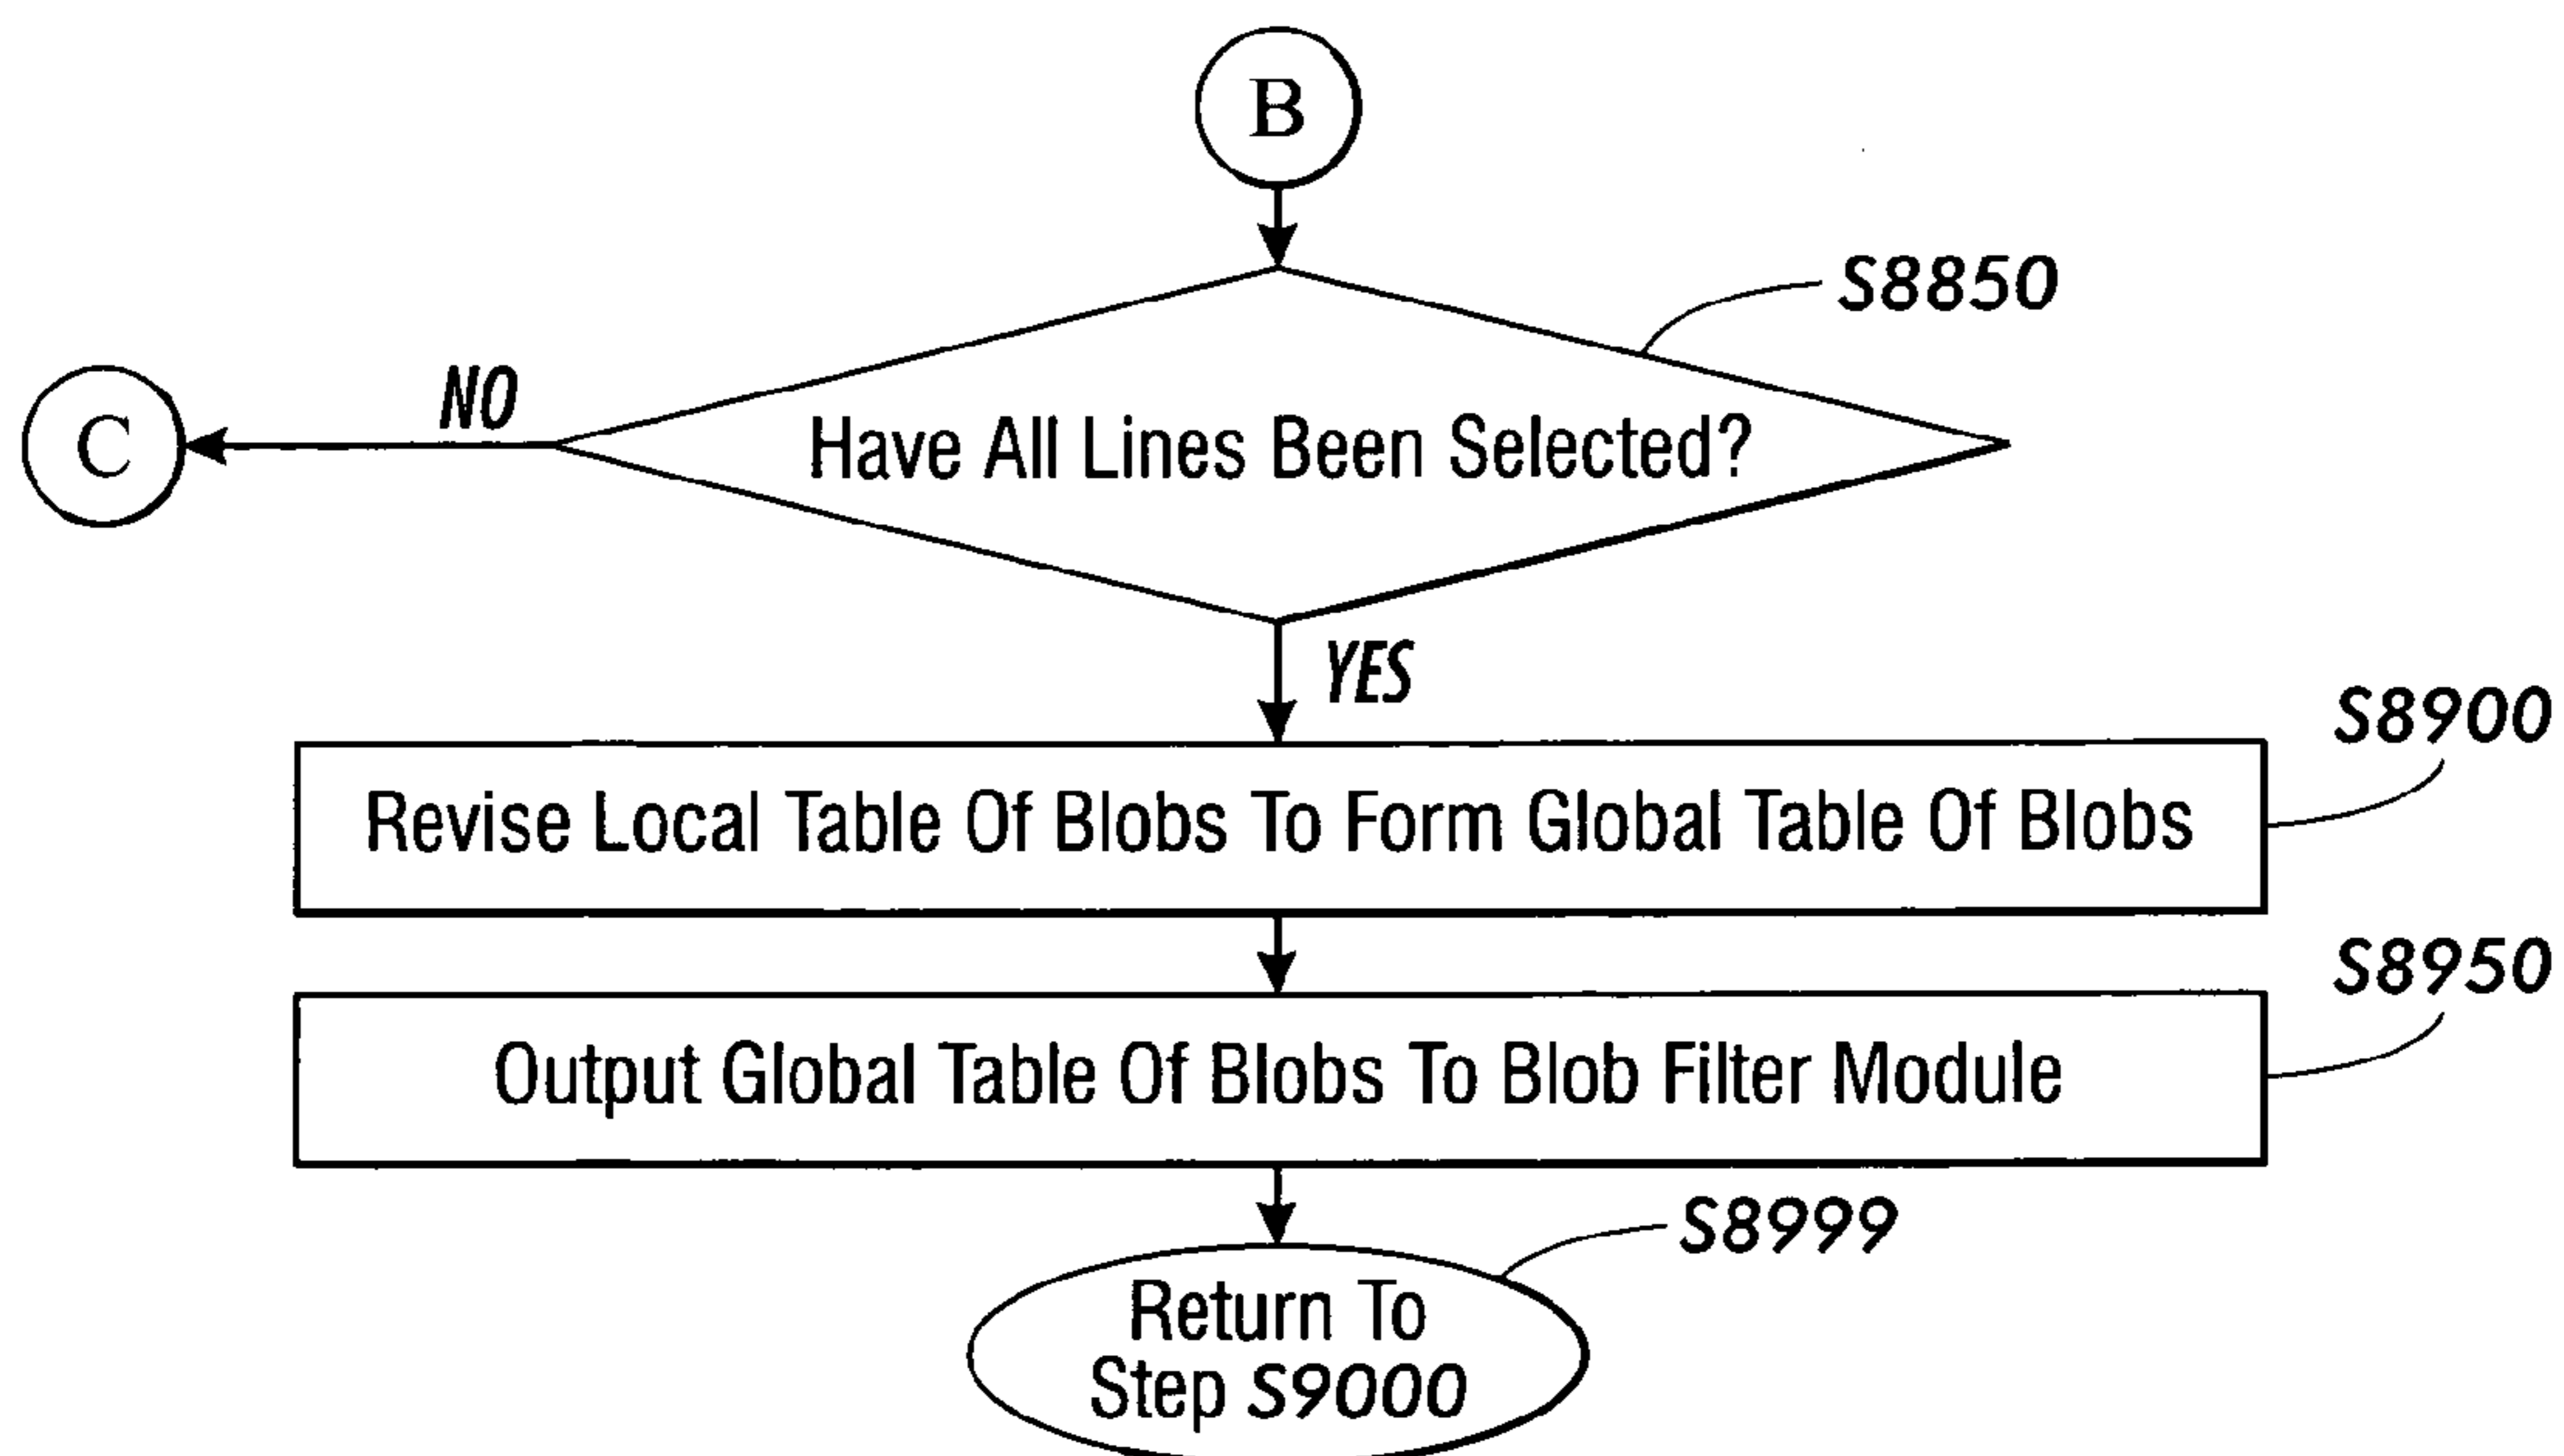 B
S8850
C
NO
Have All Lines Been Selected?
YES
S8900
Revise Local Table Of Blobs To Form Global Table Of Blobs
S8950
Output Global Table Of Blobs To Blob Filter Module
S8999
Return To
Step S9000